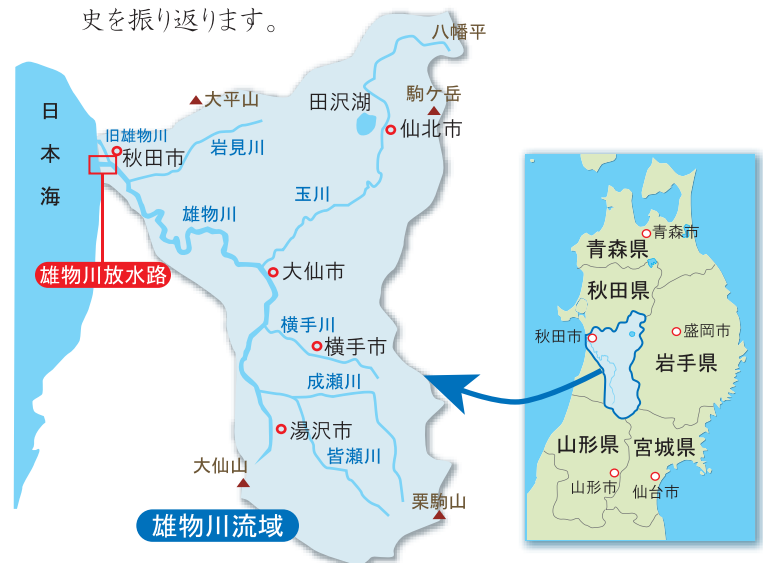 史を振り返ります。
八幡平
大平山
駒ケ岳
田沢湖
仙北市
日本海
旧雄物川
秋田市
岩見川
玉川
雄物川
雄物川放水路
大仙市
横手川
横手市
成瀬川
湯沢市
皆瀬川
大仙山
栗駒山
雄物川流域
青森市
青森県
秋田県
秋田市
盛岡市
岩手県
山形県
宮城県
山形市
仙台市